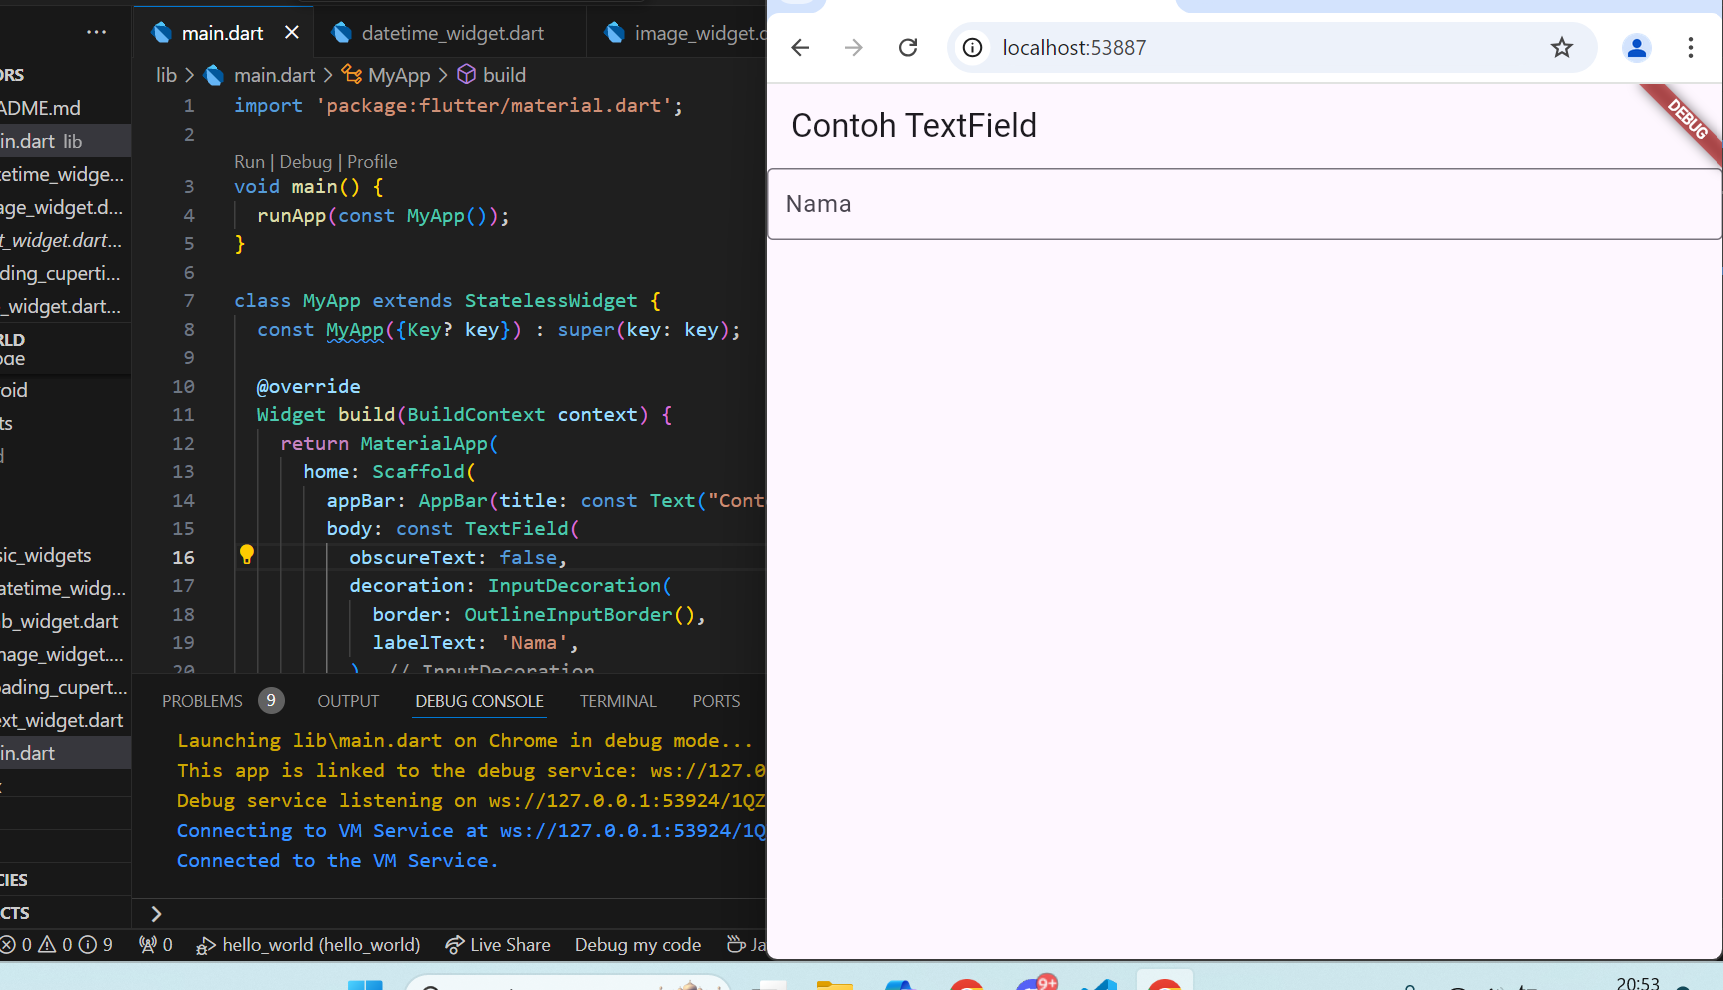 main.dart
datetime_widget.dart
image_widget.
localhost:53887
lib > main.dart > MyApp > build
ORS
ADME.md
in.dart lib
tetime_widge...
age_widget.d...
t_widget.dart...
ding_cuperti...
_widget.dart...
RLD
oid
ts
d
sic_widgets
atetime_widg...
b_widget.dart
mage_widget....
ading_cupert...
ext_widget.dart
in.dart
CIES
CTS
1 import 'package:flutter/material.dart';
2
Run | Debug | Profile
3 void main() {
4 runApp(const MyApp());
5 }
6
7 class MyApp extends StatelessWidget {
8 const MyApp({Key? key}) : super(key: key);
9
10 @override
11 Widget build(BuildContext context) {
12 return MaterialApp(
13 home: Scaffold(
14 appBar: AppBar(title: const Text("Cont
15 body: const TextField(
16 obscureText: false,
17 decoration: InputDecoration(
18 border: OutlineInputBorder(),
19 labelText: 'Nama',
20 ) // InputDecoration
PROBLEMS 9 OUTPUT DEBUG CONSOLE TERMINAL PORTS
Launching lib\main.dart on Chrome in debug mode...
This app is linked to the debug service: ws://127.0
Debug service listening on ws://127.0.0.1:53924/1QZ
Connecting to VM Service at ws://127.0.0.1:53924/1Q
Connected to the VM Service.
>
0 0 9 0 hello_world (hello_world) Live Share Debug my code Ja
Contoh TextField
DEBUG
Nama
9+
20:53